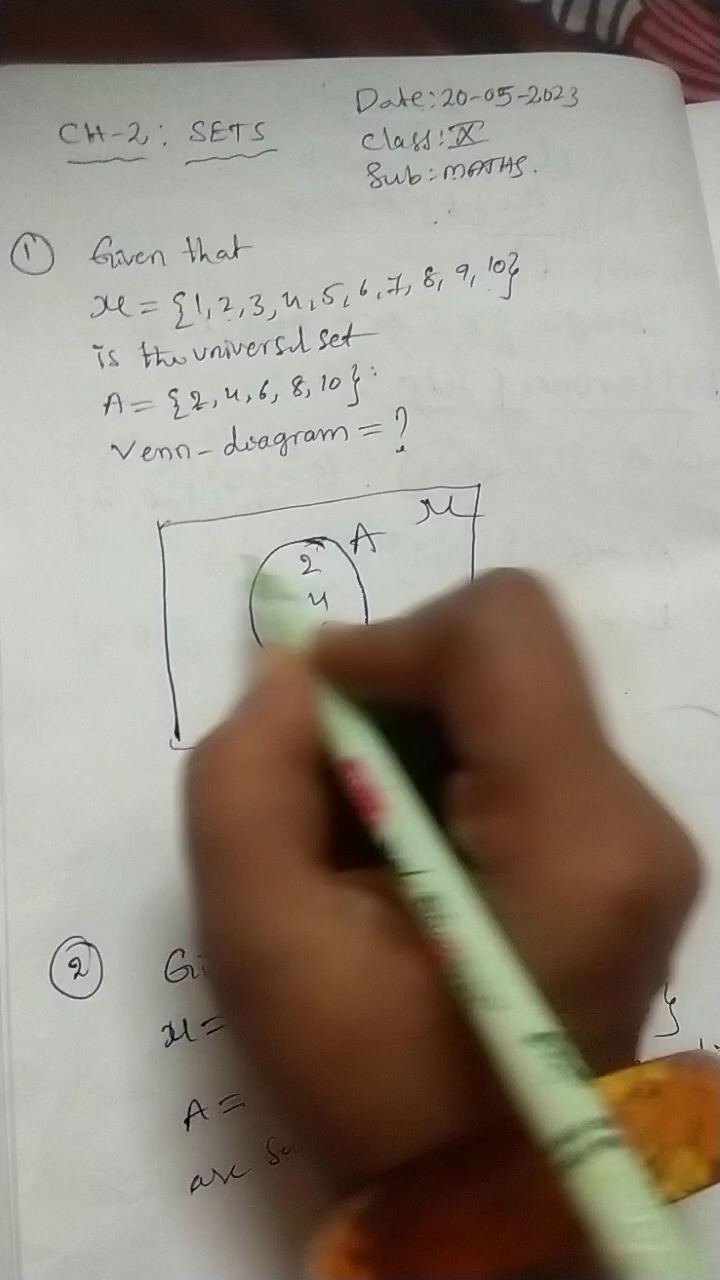 CH-2: SETS
Date: 20-05-2023
Class: X
Sub: MATHS.
① Given that
μ = {1, 2, 3, 4, 5, 6, 7, 8, 9, 10}
is the universal set
A = {2, 4, 6, 8, 10}
Venn-diagram = ?
μ
A
2
4
②
μ =
}
A =
are